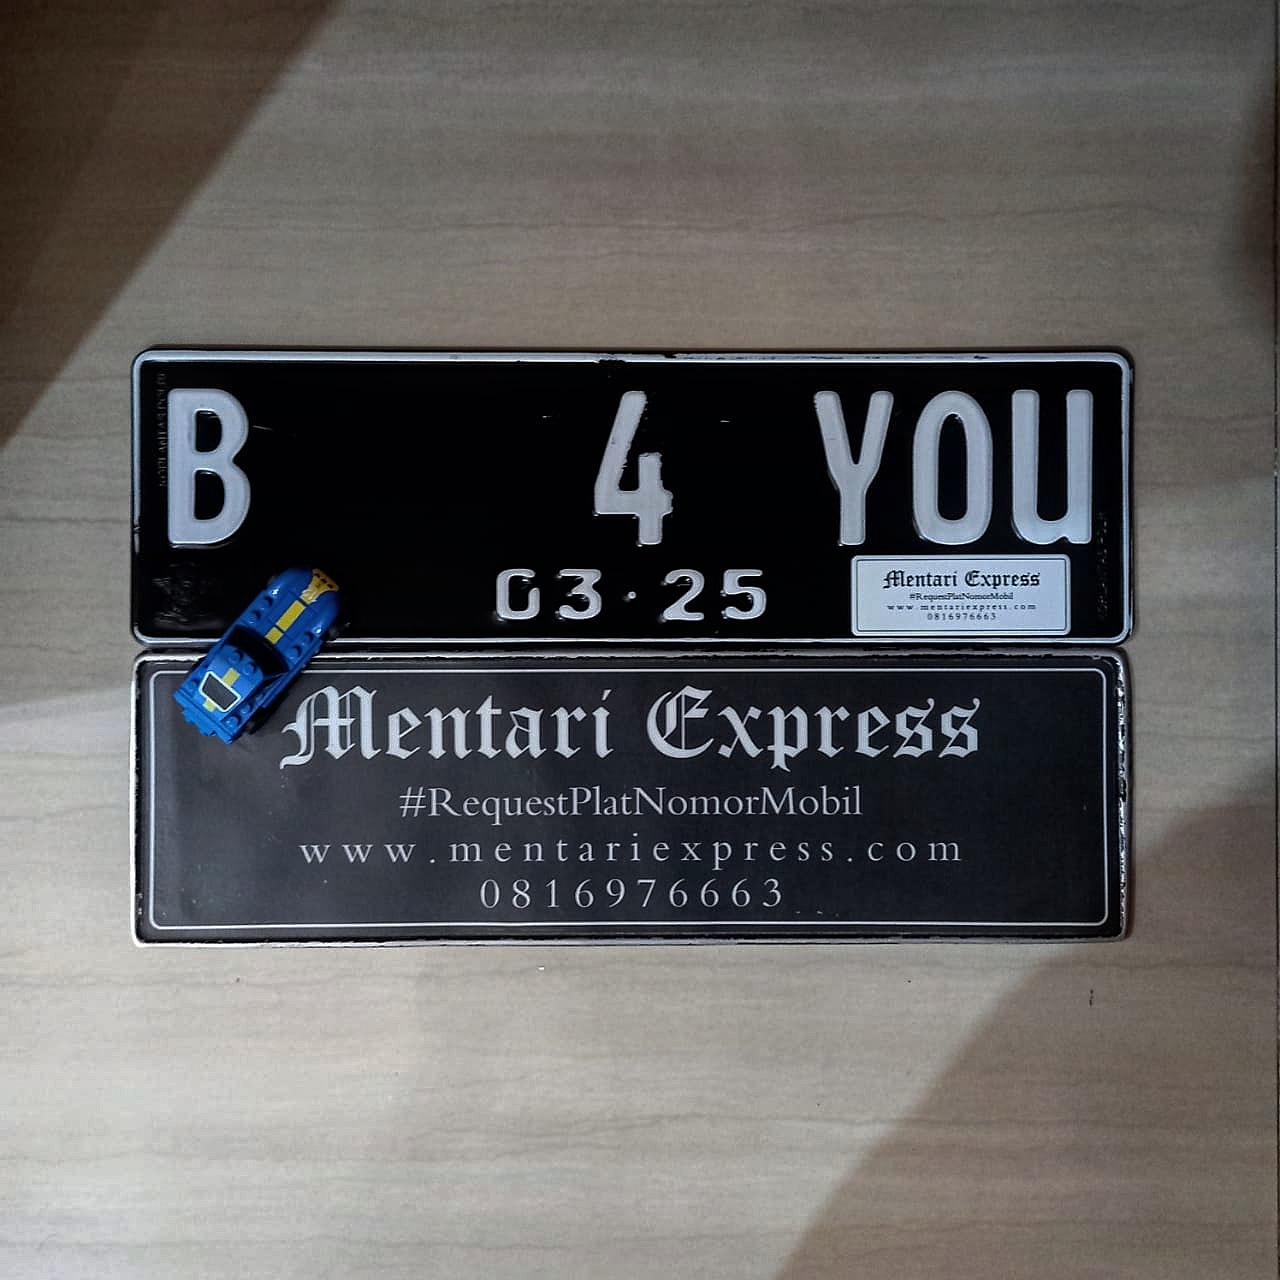 B 4 YOU
03·25
Mentari Express
#RequestPlatNomorMobil
www.mentariexpress.com
0816976663
Mentari Express
#RequestPlatNomorMobil
www.mentariexpress.com
0816976663